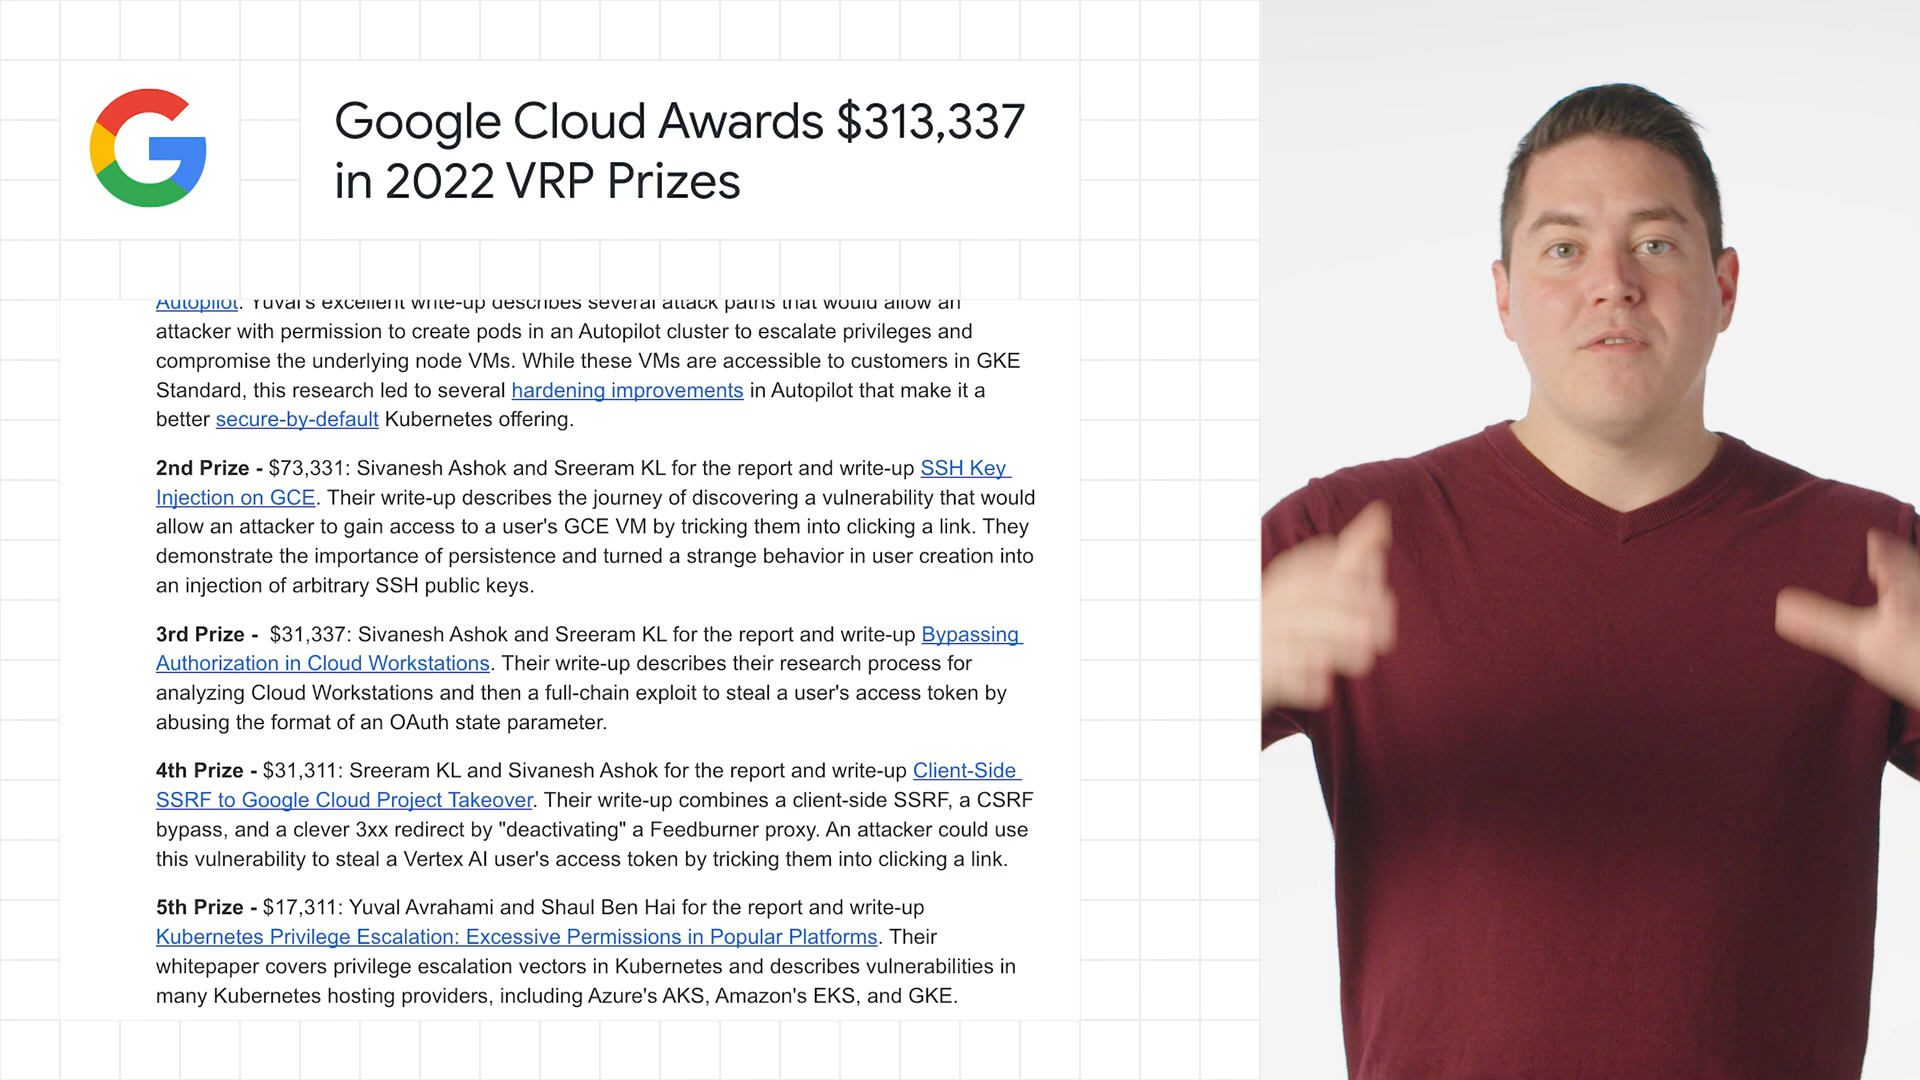 Google Cloud Awards $313,337
in 2022 VRP Prizes
Autopilot. Yuval's excellent write-up describes several attack paths that would allow an
attacker with permission to create pods in an Autopilot cluster to escalate privileges and
compromise the underlying node VMs. While these VMs are accessible to customers in GKE
Standard, this research led to several hardening improvements in Autopilot that make it a
better secure-by-default Kubernetes offering.
2nd Prize - $73,331: Sivanesh Ashok and Sreeram KL for the report and write-up SSH Key
Injection on GCE. Their write-up describes the journey of discovering a vulnerability that would
allow an attacker to gain access to a user's GCE VM by tricking them into clicking a link. They
demonstrate the importance of persistence and turned a strange behavior in user creation into
an injection of arbitrary SSH public keys.
3rd Prize - $31,337: Sivanesh Ashok and Sreeram KL for the report and write-up Bypassing
Authorization in Cloud Workstations. Their write-up describes their research process for
analyzing Cloud Workstations and then a full-chain exploit to steal a user's access token by
abusing the format of an OAuth state parameter.
4th Prize - $31,311: Sreeram KL and Sivanesh Ashok for the report and write-up Client-Side
SSRF to Google Cloud Project Takeover. Their write-up combines a client-side SSRF, a CSRF
bypass, and a clever 3xx redirect by "deactivating" a Feedburner proxy. An attacker could use
this vulnerability to steal a Vertex AI user's access token by tricking them into clicking a link.
5th Prize - $17,311: Yuval Avrahami and Shaul Ben Hai for the report and write-up
Kubernetes Privilege Escalation: Excessive Permissions in Popular Platforms. Their
whitepaper covers privilege escalation vectors in Kubernetes and describes vulnerabilities in
many Kubernetes hosting providers, including Azure's AKS, Amazon's EKS, and GKE.